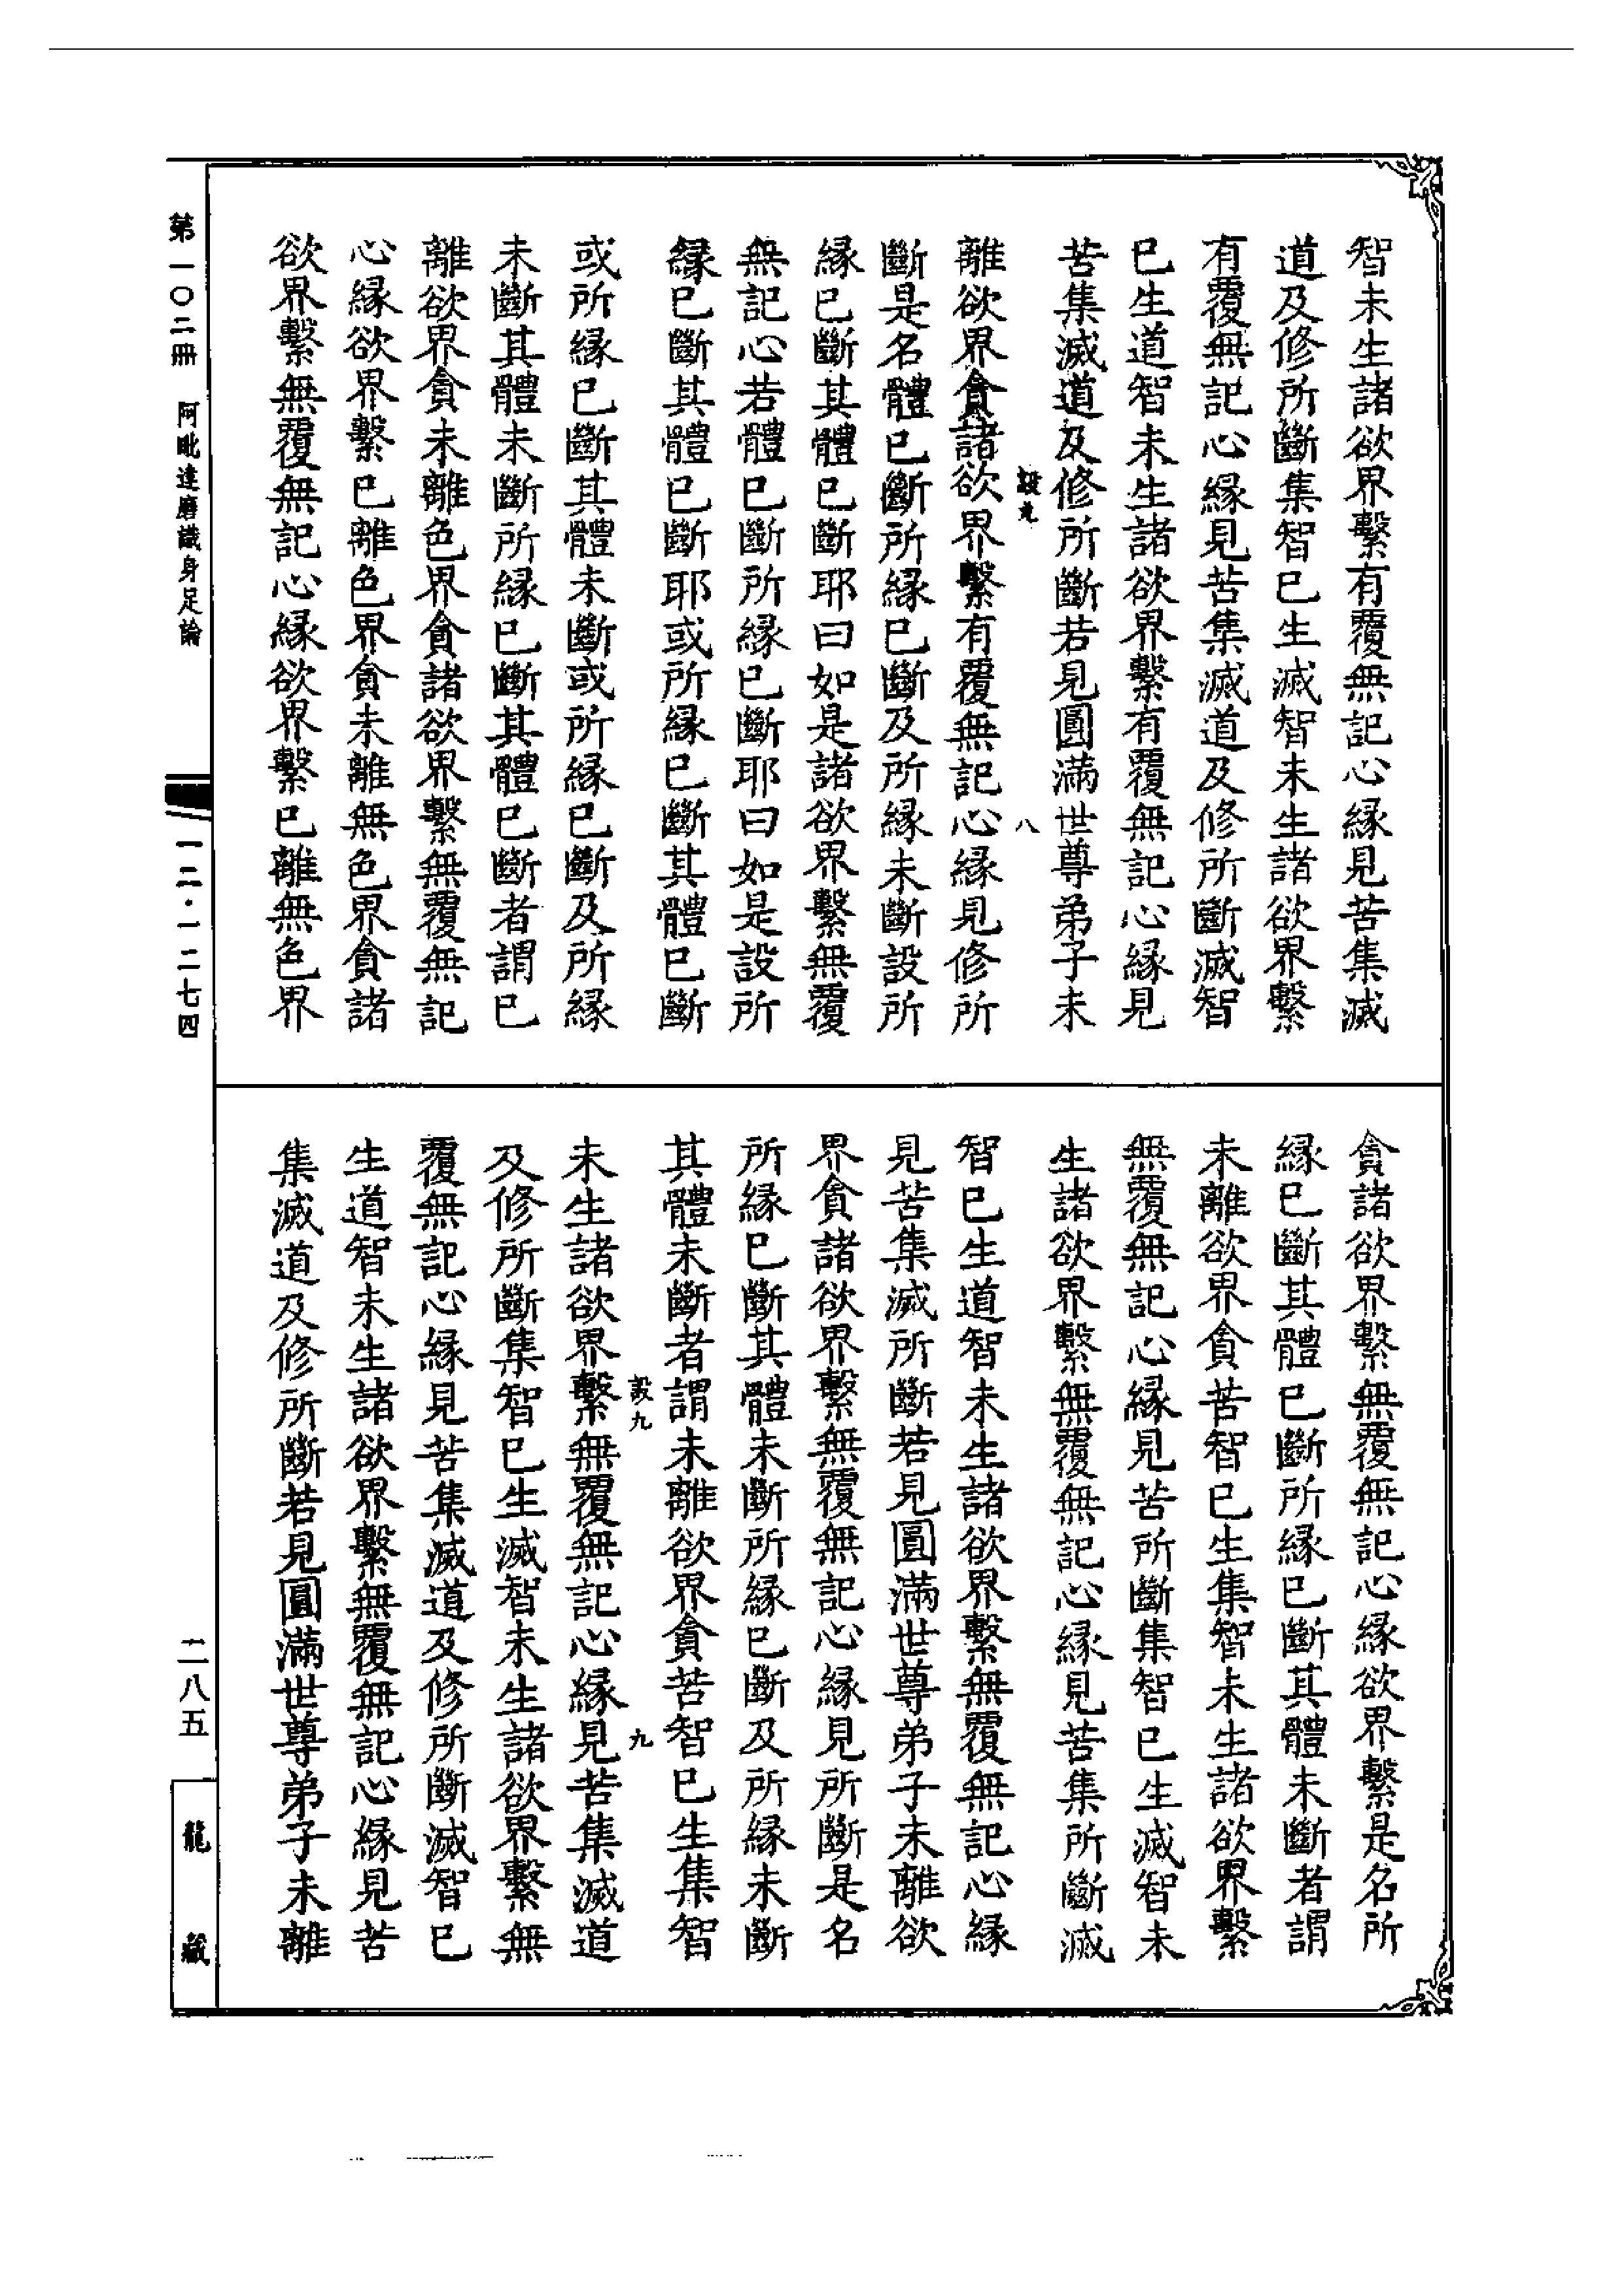 智未生諸欲界繫有覆無記心緣見苦集滅
道及修所斷集智已生滅智未生諸欲界繫
有覆無記心緣見苦集滅道及修所斷滅智
已生道智未生諸欲界繫有覆無記心緣見
苦集滅道及修所斷若見圓滿世尊弟子未
八
離欲界貪諸欲界繫有覆無記心緣見修所
斷是名體已斷所緣已斷及所緣未斷設所
緣已斷其體已斷耶曰如是諸欲界繫無覆
無記心若體已斷所緣已斷耶曰如是設所
緣已斷其體已斷耶或所緣已斷其體已斷
或所緣已斷其體未斷或所緣已斷及所緣
未斷其體未斷所緣已斷其體已斷者謂已
離欲界貪未離色界貪諸欲界繫無覆無記
心緣欲界繫已離色界貪未離無色界貪諸
欲界繫無覆無記心緣欲界繫已離無色界
貪諸欲界繫無覆無記心緣欲界繫是名所
緣已斷其體已斷所緣已斷其體未斷者謂
未離欲界貪苦智已生集智未生諸欲界繫
無覆無記心緣見苦所斷集智已生滅智未
生諸欲界繫無覆無記心緣見苦集所斷滅
智已生道智未生諸欲界繫無覆無記心緣
見苦集滅所斷若見圓滿世尊弟子未離欲
界貪諸欲界繫無覆無記心緣見所斷是名
所緣已斷其體未斷所緣已斷及所緣未斷
其體未斷者謂未離欲界貪苦智已生集智
設九
九
未生諸欲界繫無覆無記心緣見苦集滅道
及修所斷集智已生滅智未生諸欲界繫無
覆無記心緣見苦集滅道及修所斷滅智已
生道智未生諸欲界繫無覆無記心緣見苦
集滅道及修所斷若見圓滿世尊弟子未離
第一〇二冊 阿毗達磨識身足論
一二·一二七四
二八五
龍藏